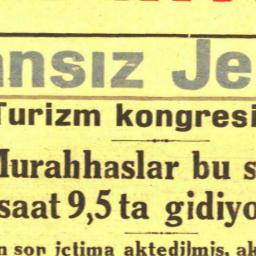 ansız Je
Turizm kongresi
Murahhaslar bu s
saat 9,5 ta gidiyo
n son içtima aktedilmiş, ak